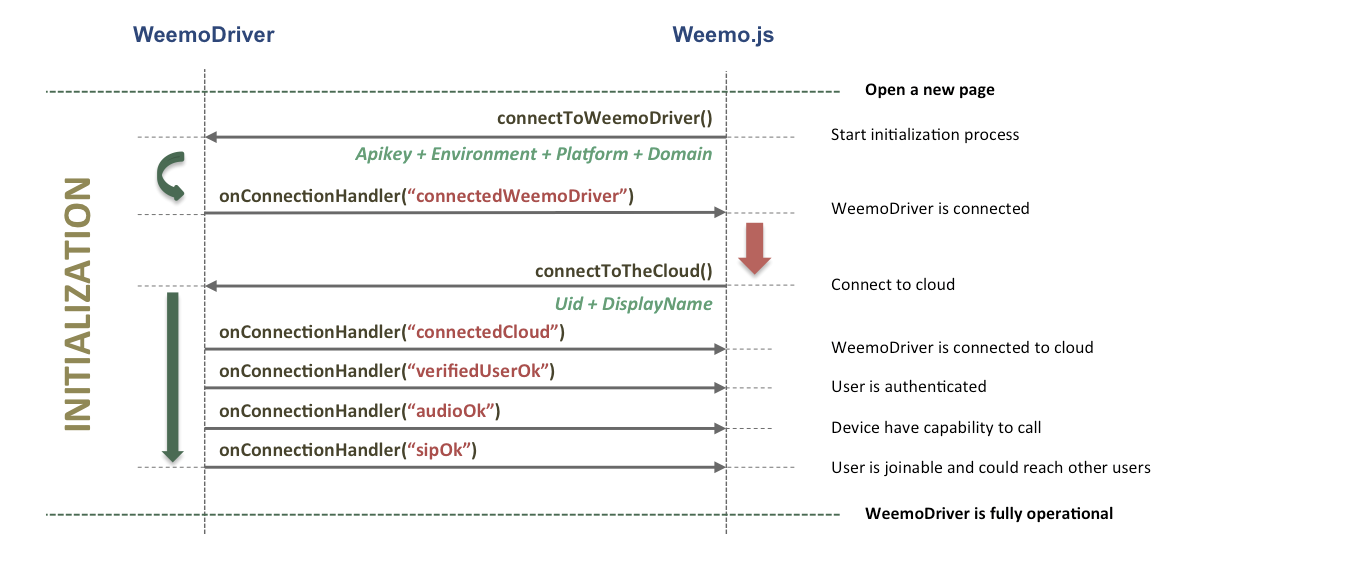 WeemoDriver
Weemo.js
Open a new page
connectToWeemoDriver()
Start initialization process
Apikey + Environment + Platform + Domain
onConnectionHandler(“connectedWeemoDriver”)
WeemoDriver is connected
INITIALIZATION
connectToTheCloud()
Connect to cloud
Uid + DisplayName
onConnectionHandler(“connectedCloud”)
WeemoDriver is connected to cloud
onConnectionHandler(“verifiedUserOk”)
User is authenticated
onConnectionHandler(“audioOk”)
Device have capability to call
onConnectionHandler(“sipOk”)
User is joinable and could reach other users
WeemoDriver is fully operational